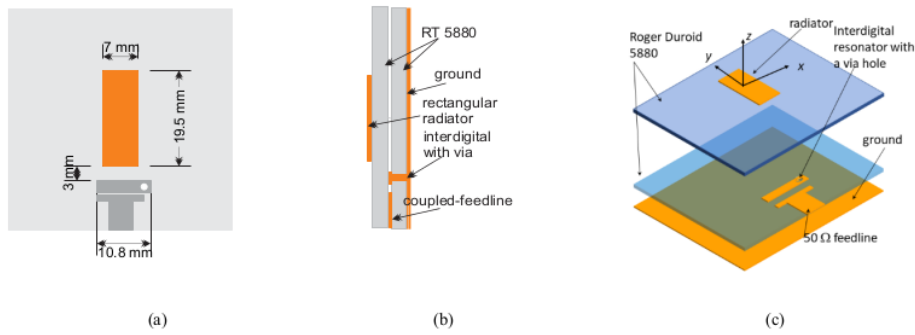 7 mm
19.5 mm
3 mm
10.8 mm
(a)
RT 5880
ground
rectangular
radiator
interdigital
with via
coupled-feedline
(b)
Roger Duroid
5880
radiator
Interdigital
resonator with
a via hole
z
y
x
ground
50 Ω feedline
(c)